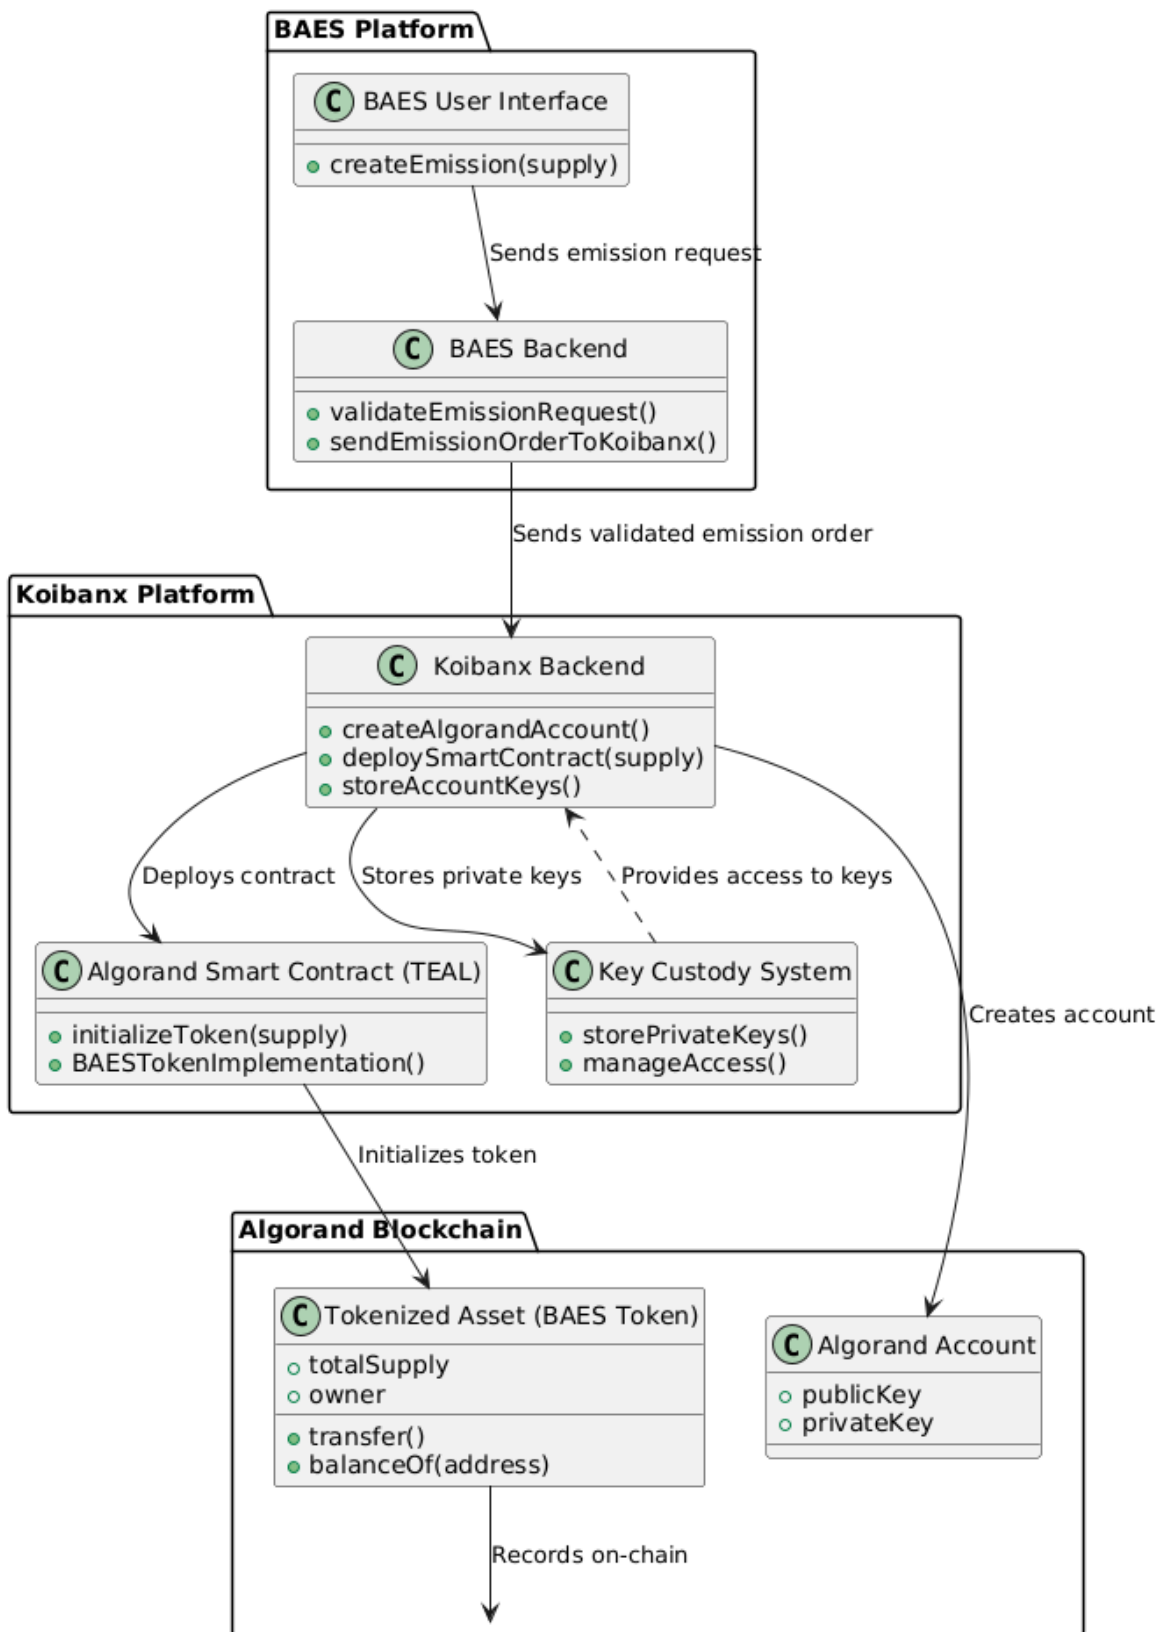 BAES Platform
C BAES User Interface
createEmission(supply)
Sends emission request
C BAES Backend
validateEmissionRequest()
sendEmissionOrderToKoibanx()
Sends validated emission order
Koibanx Platform
C Koibanx Backend
createAlgorandAccount()
deploySmartContract(supply)
storeAccountKeys()
Deploys contract
Stores private keys
Provides access to keys
C Algorand Smart Contract (TEAL)
initializeToken(supply)
BAESTokenImplementation()
C Key Custody System
storePrivateKeys()
manageAccess()
Creates account
Initializes token
Algorand Blockchain
C Tokenized Asset (BAES Token)
totalSupply
owner
transfer()
balanceOf(address)
C Algorand Account
publicKey
privateKey
Records on-chain